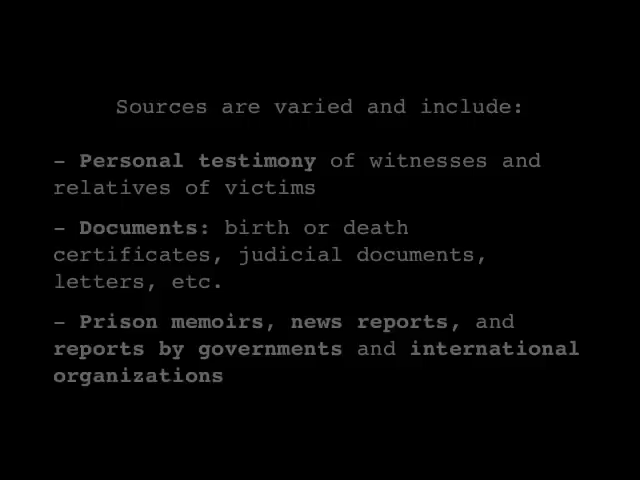 Sources are varied and include:
- Personal testimony of witnesses and
relatives of victims
- Documents: birth or death
certificates, judicial documents,
letters, etc.
- Prison memoirs, news reports, and
reports by governments and international
organizations